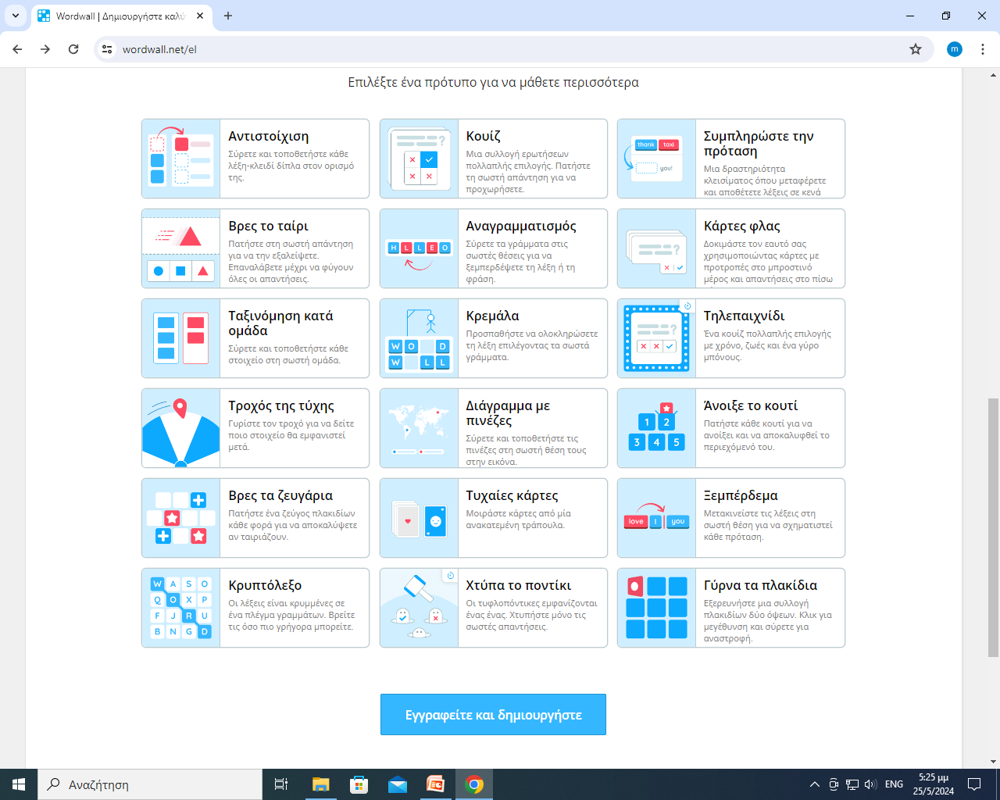 Wordwall | Δημιουργήστε καλύ
wordwall.net/el
m
Επιλέξτε ένα πρότυπο για να μάθετε περισσότερα
Αντιστοίχιση
Σύρετε και τοποθετήστε κάθε
λέξη-κλειδί δίπλα στον ορισμό
της.
?
Κουίζ
Μια συλλογή ερωτήσεων
πολλαπλής επιλογής. Πατήστε
τη σωστή απάντηση για να
προχωρήσετε.
thank taxi
you!
Συμπληρώστε την
πρόταση
Μια δραστηριότητα
κλεισίματος όπου μεταφέρετε
και αποθέτετε λέξεις σε κενά
Βρες το ταίρι
Πατήστε στη σωστή απάντηση
για να την εξαλείψετε.
Επαναλάβετε μέχρι να φύγουν
όλες οι απαντήσεις.
H L L E O
Αναγραμματισμός
Σύρετε τα γράμματα στις
σωστές θέσεις για να
ξεμπερδέψετε τη λέξη ή τη
φράση.
?
Κάρτες φλας
Δοκιμάστε τον εαυτό σας
χρησιμοποιώντας κάρτες με
προτροπές στο μπροστινό
μέρος και απαντήσεις στο πίσω
Ταξινόμηση κατά
ομάδα
Σύρετε και τοποθετήστε κάθε
στοιχείο στη σωστή ομάδα.
W O D
W L L
Κρεμάλα
Προσπαθήστε να ολοκληρώσετε
τη λέξη επιλέγοντας τα σωστά
γράμματα.
?
Τηλεπαιχνίδι
Ένα κουίζ πολλαπλής επιλογής
με χρόνο, ζωές και ένα γύρο
μπόνους.
Τροχός της τύχης
Γυρίστε τον τροχό για να δείτε
ποιο στοιχείο θα εμφανιστεί
μετά.
Διάγραμμα με
πινέζες
Σύρετε και τοποθετήστε τις
πινέζες στη σωστή θέση τους
στην εικόνα.
1 2
3 4 5
Άνοιξε το κουτί
Πατήστε κάθε κουτί για να
ανοίξει και να αποκαλυφθεί το
περιεχόμενό του.
Βρες τα ζευγάρια
Πατήστε ένα ζεύγος πλακιδίων
κάθε φορά για να αποκαλύψετε
αν ταιριάζουν.
Τυχαίες κάρτες
Μοιράστε κάρτες από μία
ανακατεμένη τράπουλα.
love I you
Ξεμπέρδεμα
Μετακινείστε τις λέξεις στη
σωστή θέση για να σχηματιστεί
κάθε πρόταση.
W A S O
Q O X P
F J R U
B N G D
Κρυπτόλεξο
Οι λέξεις είναι κρυμμένες σε
ένα πλέγμα γραμμάτων. Βρείτε
τις όσο πιο γρήγορα μπορείτε.
Χτύπα το ποντίκι
Οι τυφλοπόντικες εμφανίζονται
ένας ένας. Χτυπήστε μόνο τις
σωστές απαντήσεις.
Γύρνα τα πλακίδια
Εξερευνήστε μια συλλογή
πλακιδίων δύο όψεων. Κλικ για
μεγέθυνση και σύρετε για
αναστροφή.
Εγγραφείτε και δημιουργήστε
Αναζήτηση
ENG
5:25 μμ
25/5/2024